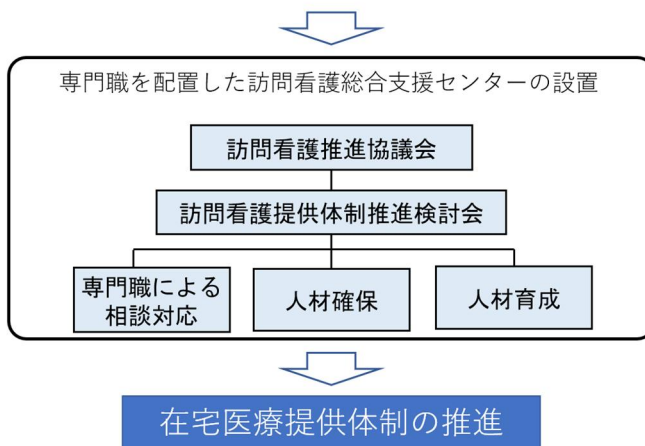 専門職を配置した訪問看護総合支援センターの設置
訪問看護推進協議会
訪問看護提供体制推進検討会
専門職による
相談対応
人材確保
人材育成
在宅医療提供体制の推進